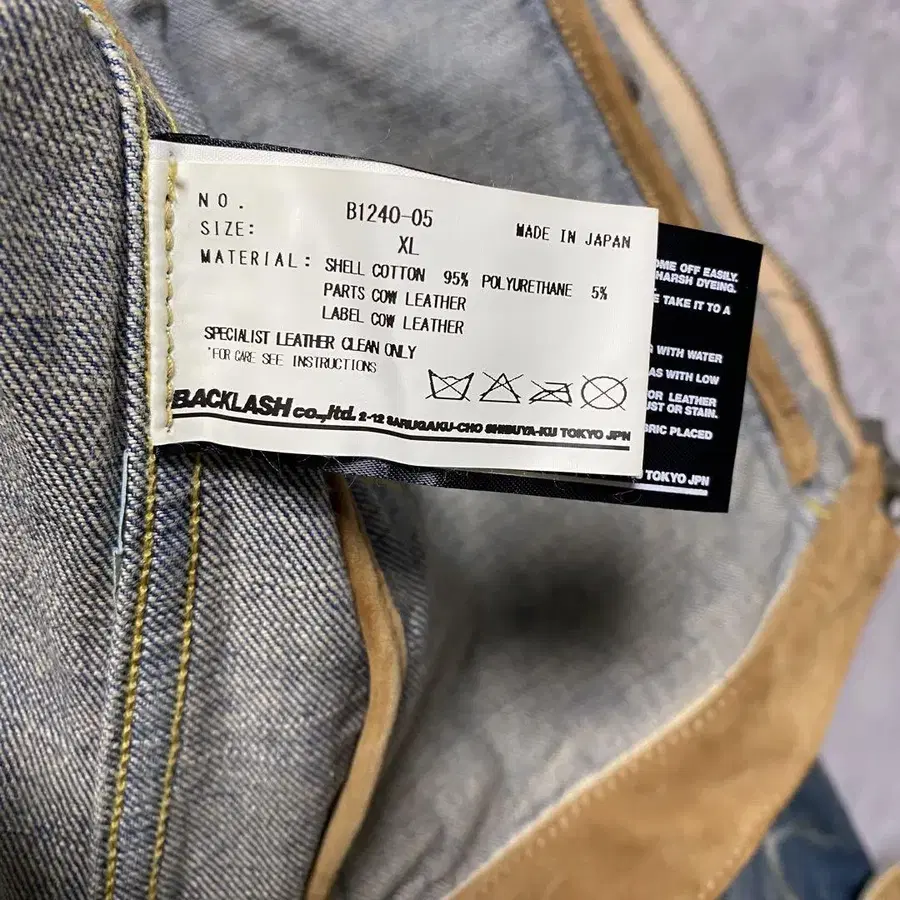 NO. B1240-05
SIZE: XL
MADE IN JAPAN
MATERIAL: SHELL COTTON 95% POLYURETHANE 5%
PARTS COW LEATHER
LABEL COW LEATHER
SPECIALIST LEATHER CLEAN ONLY
*FOR CARE SEE INSTRUCTIONS
BACKLASH co.,ltd. 2-12 SARUGAKU-CHO SHIBUYA-KU TOKYO JPN
OME OFF EASILY.
HARSH DYEING.
E TAKE IT TO A
G WITH WATER
AS WITH LOW
OR LEATHER
UST OR STAIN.
BRIC PLACED
TOKYO JPN